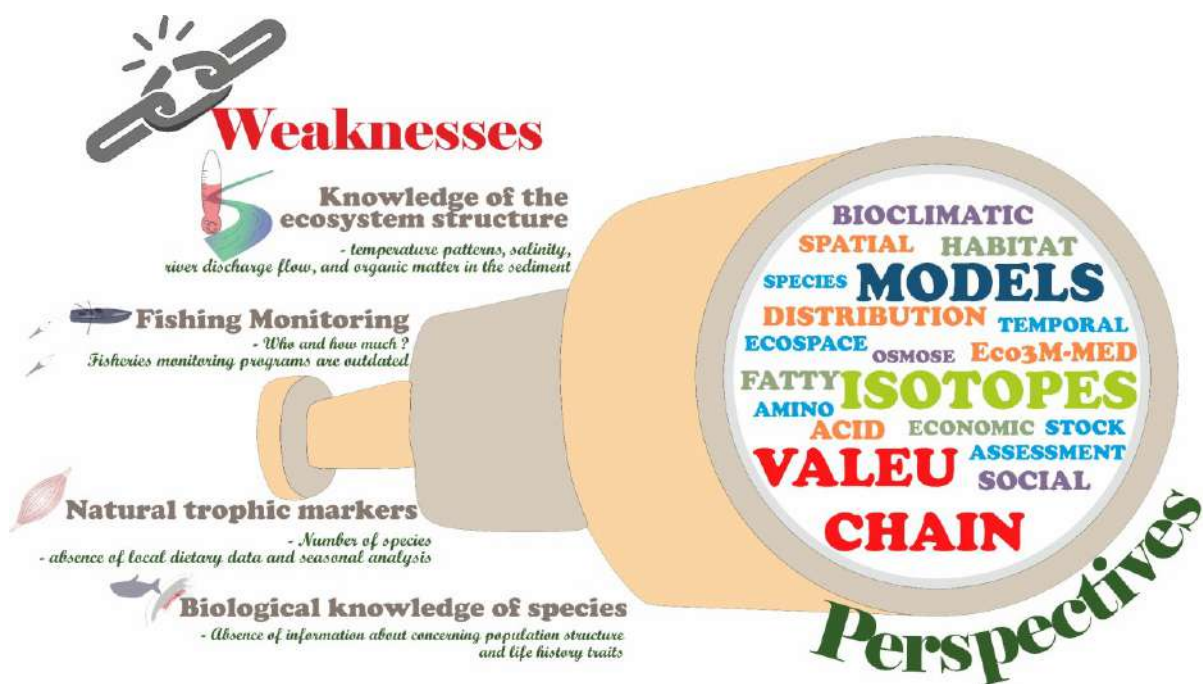 Weaknesses
Knowledge of the
ecosystem structure
- temperature patterns, salinity,
river discharge flow, and organic matter in the sediment
Fishing Monitoring
- Who and how much ?
Fisheries monitoring programs are outdated
Natural trophic markers
- Number of species
- absence of local dietary data and seasonal analysis
Biological knowledge of species
- Absence of information about concerning population structure
and life history traits
BIOCLIMATIC
SPATIAL HABITAT
SPECIES MODELS
DISTRIBUTION TEMPORAL
ECOSPACE OSMOSE Eco3M-MED
FATTY ISOTOPES
AMINO
ACID ECONOMIC STOCK
VALEU ASSESSMENT
SOCIAL
CHAIN
Perspectives